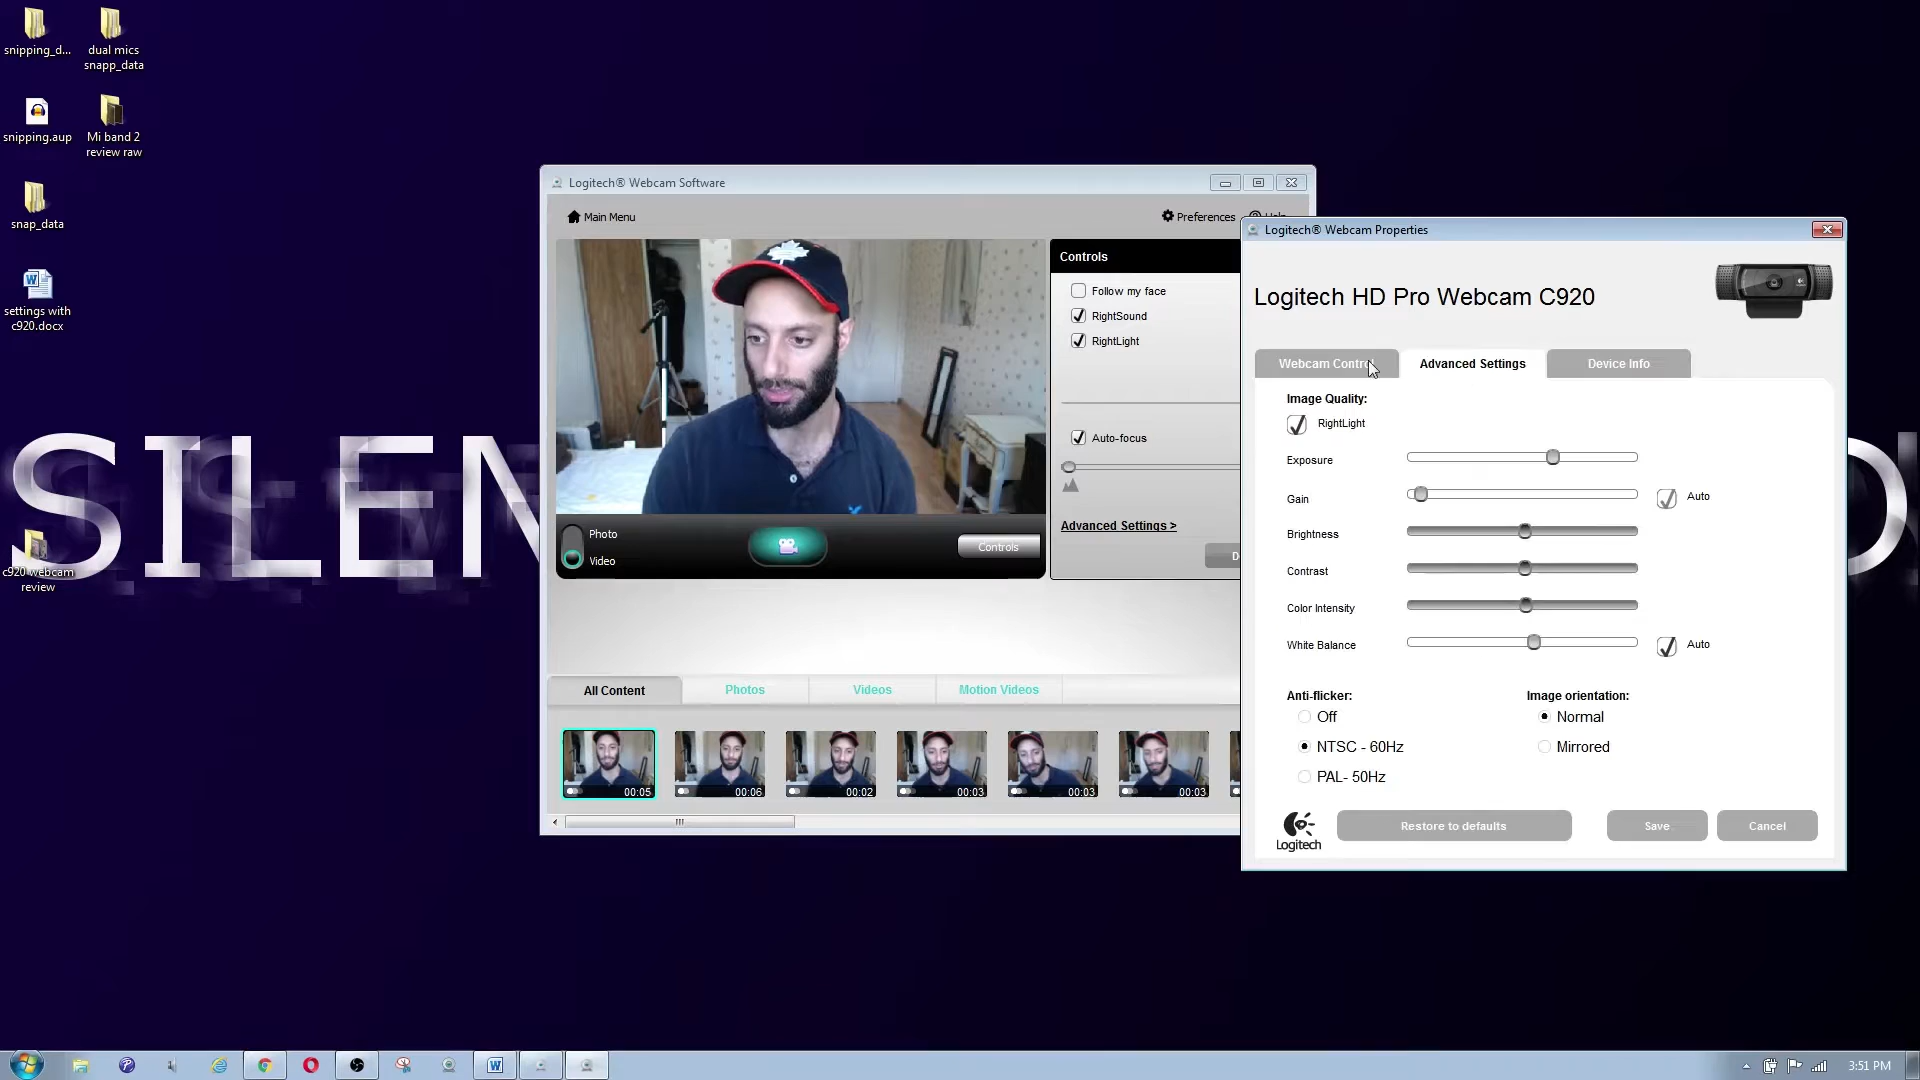 snipping_d...
dual mics
snapp_data
snipping.aup
Mi band 2
review raw
snap_data
settings with
c920.docx
c920 webcam
review
SILEN
Logitech® Webcam Software
Main Menu
Preferences
Help
Controls
Follow my face
RightSound
RightLight
Auto-focus
Advanced Settings >
Photo
Video
Controls
All Content
Photos
Videos
Motion Videos
00:05
00:06
00:02
00:03
00:03
00:03
Logitech® Webcam Properties
Logitech HD Pro Webcam C920
Webcam Control
Advanced Settings
Device Info
Image Quality:
RightLight
Exposure
Gain
Auto
Brightness
Contrast
Color Intensity
White Balance
Auto
Anti-flicker:
Image orientation:
Off
Normal
NTSC - 60Hz
Mirrored
PAL- 50Hz
Logitech
Restore to defaults
Save
Cancel
3:51 PM